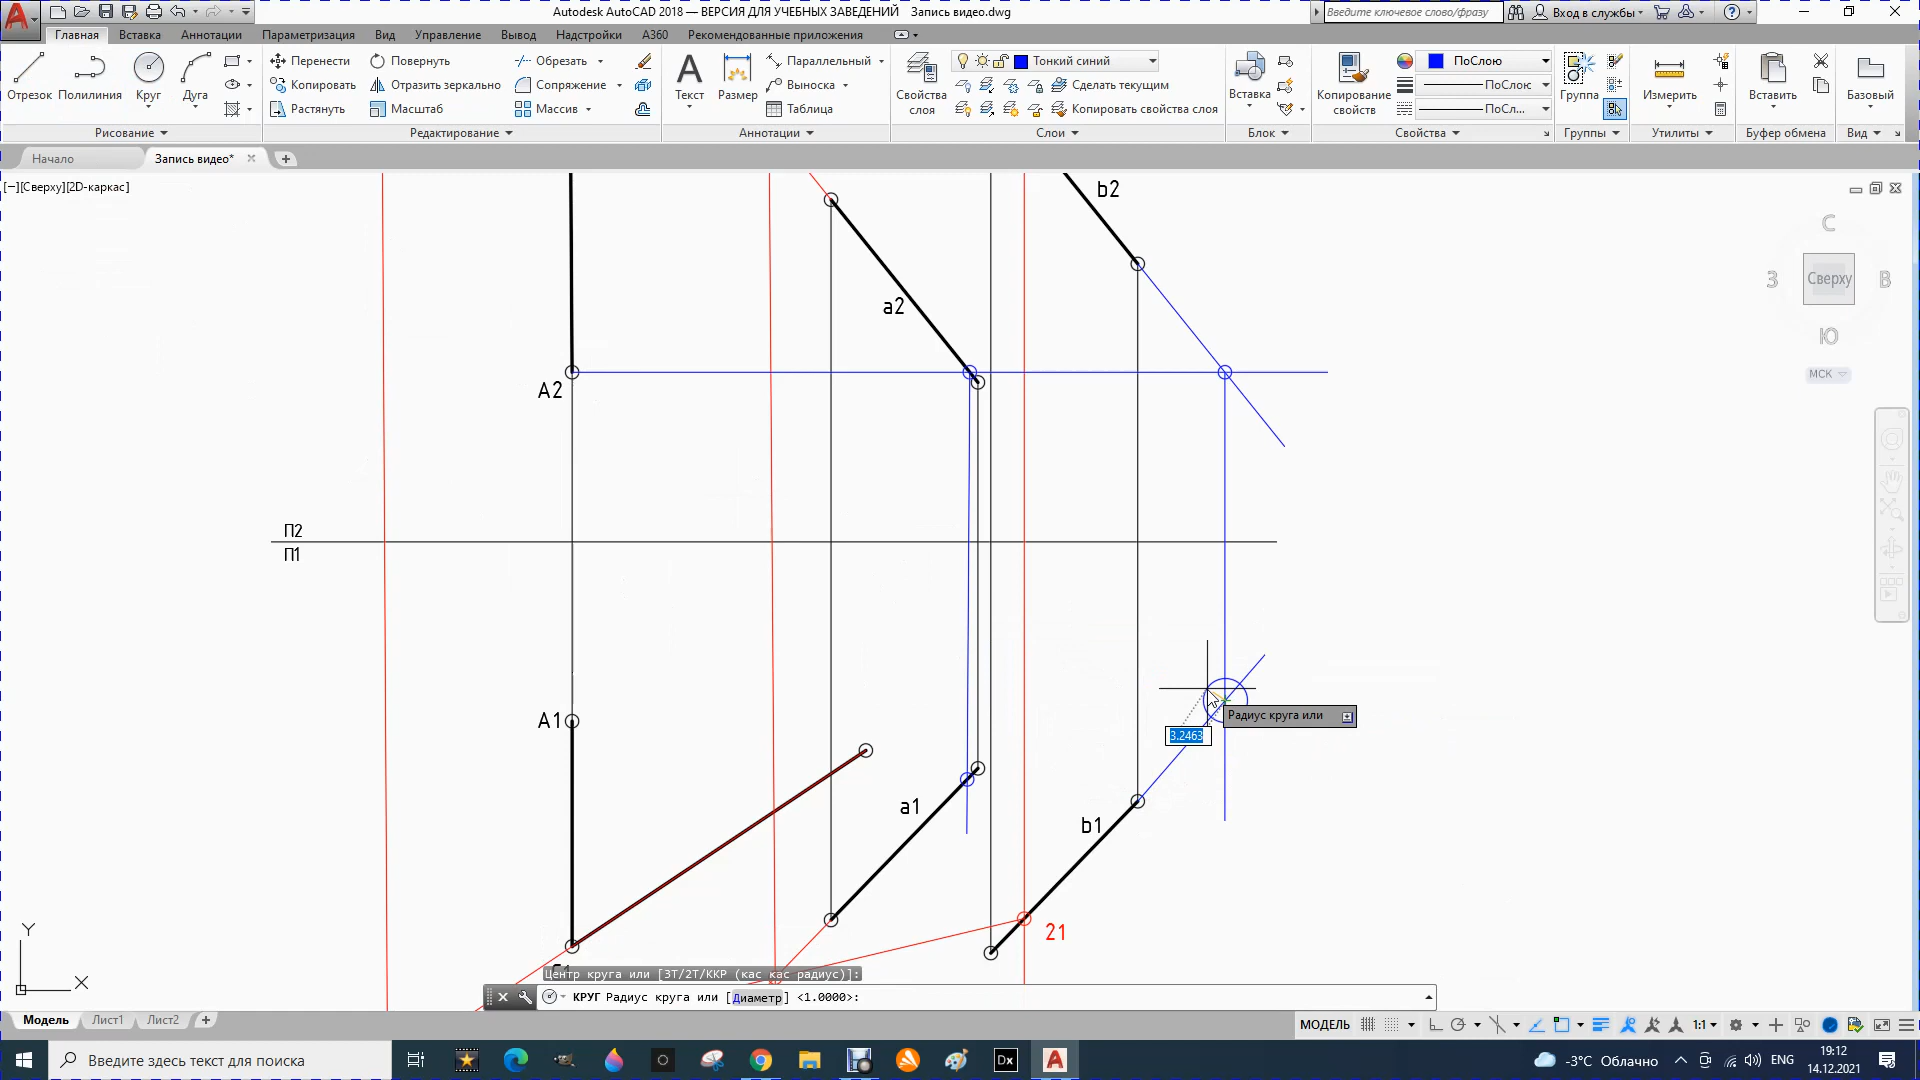 Autodesk AutoCAD 2018 — ВЕРСИЯ ДЛЯ УЧЕБНЫХ ЗАВЕДЕНИЙ Запись видео.dwg
Введите ключевое слово/фразу
Вход в службы
Главная Вставка Аннотации Параметризация Вид Управление Вывод Надстройки A360 Рекомендованные приложения
Отрезок Полилиния Круг Дуга
Перенести Повернуть Обрезать
Копировать Отразить зеркально Сопряжение
Растянуть Масштаб Массив
Текст Размер
Параллельный
Выноска
Таблица
Свойства слоя
Тонкий синий
Сделать текущим
Копировать свойства слоя
Вставка
Копирование свойств
ПоСлою
ПоСлою
ПоСл...
Группа
Измерить
Вставить
Базовый
Рисование Редактирование Аннотации Слои Блок Свойства Группы Утилиты Буфер обмена Вид
Начало Запись видео*
[−][Сверху][2D-каркас]
С
З Сверху В
Ю
МСК
b2
a2
A2
П2
П1
A1
a1
b1
21
Радиус круга или
3.2463
Y
X
Центр круга или [3Т/2Т/ККР (кас кас радиус)]:
КРУГ Радиус круга или [Диаметр] <1.0000>:
Модель Лист1 Лист2
МОДЕЛЬ 1:1
Введите здесь текст для поиска
Dx
-3°C Облачно
ENG
19:12
14.12.2021